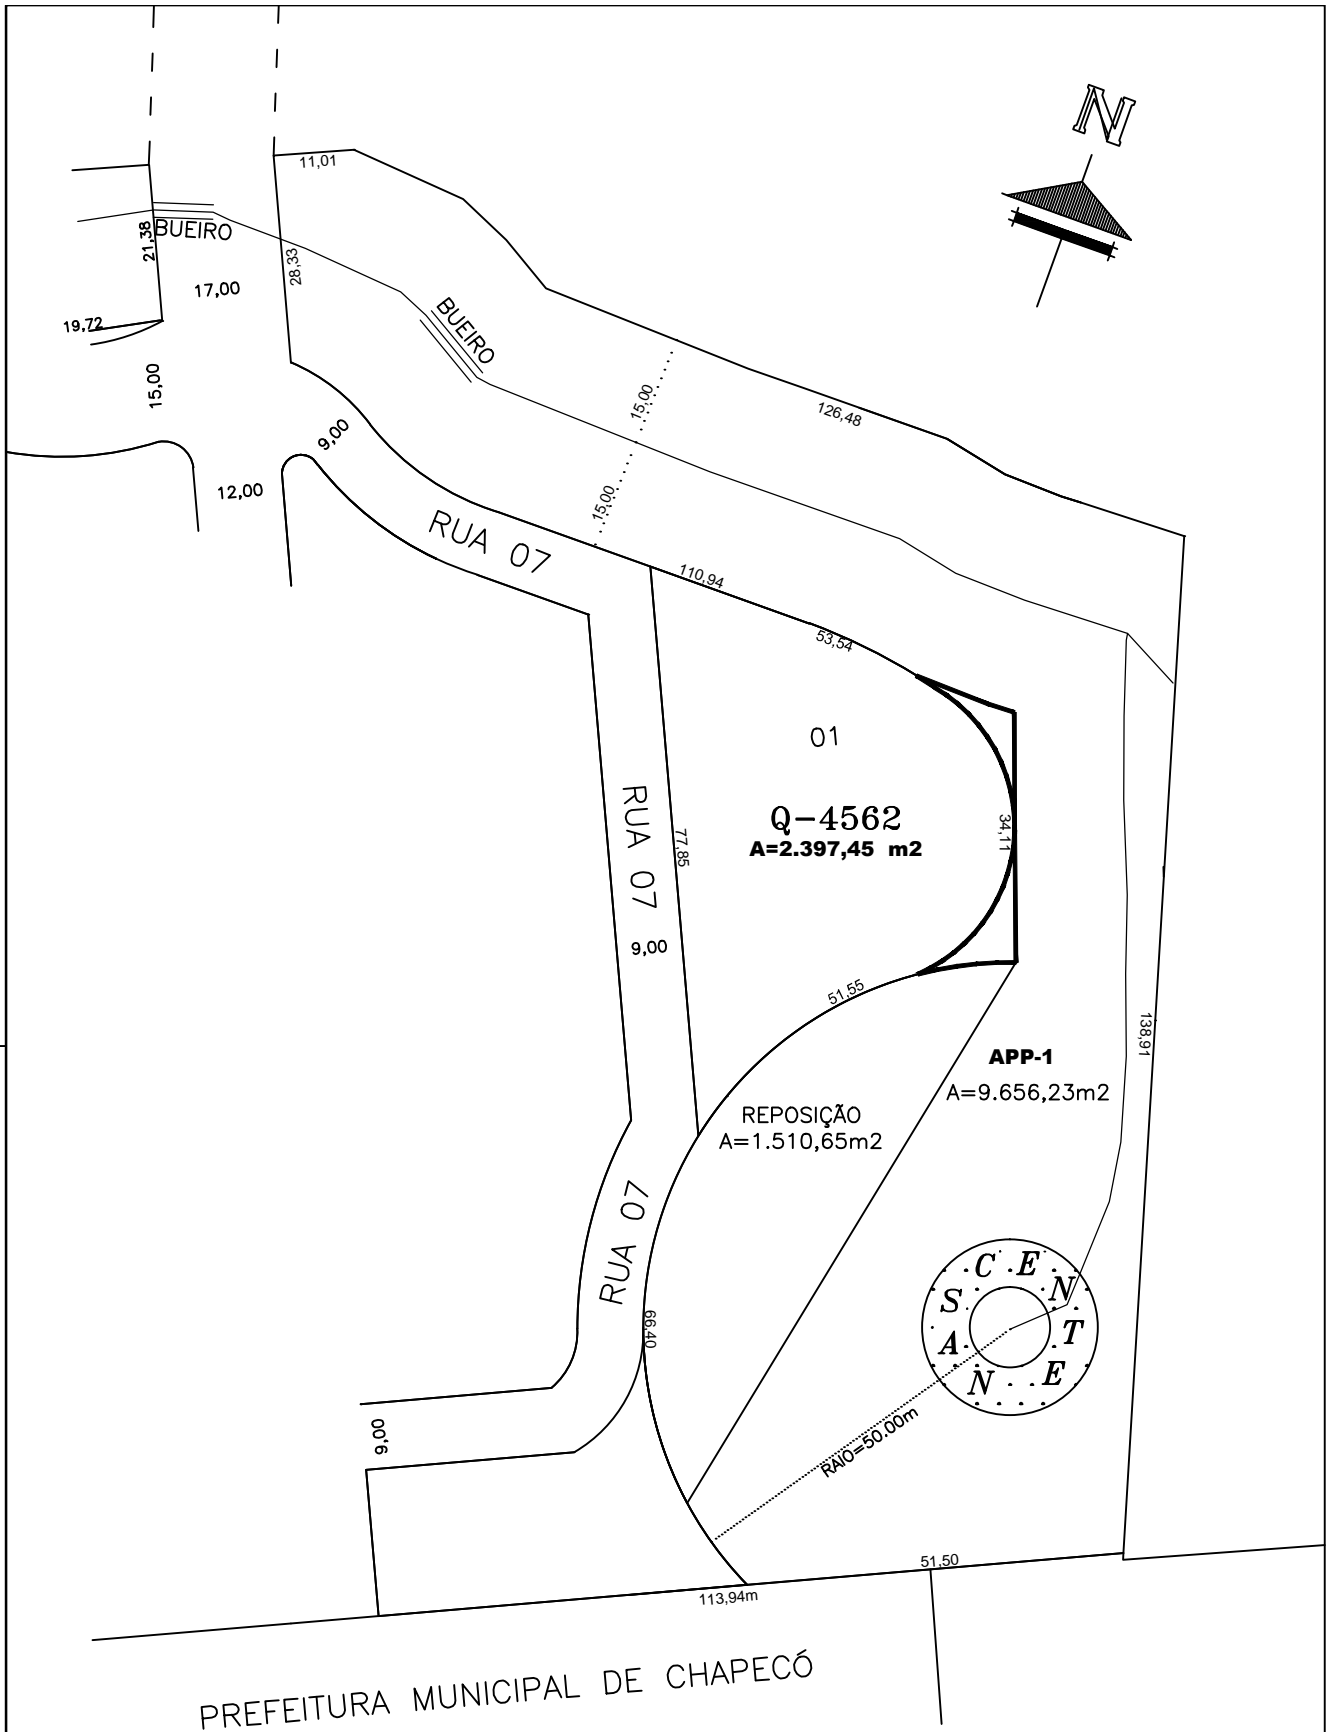 N
11,01
21,38
BUEIRO
28,33
17,00
19,72
BUEIRO
15,00
15,00
126,48
9,00
12,00
15,00
RUA 07
110,94
53,54
01
Q-4562
A=2.397,45 m2
34,11
RUA 07
77,85
9,00
51,55
138,91
APP-1
A=9.656,23m2
REPOSIÇÃO
A=1.510,65m2
RUA 07
NASCENTE
66,40
9,00
RAIO=50.00m
51,50
113,94m
PREFEITURA MUNICIPAL DE CHAPECÓ